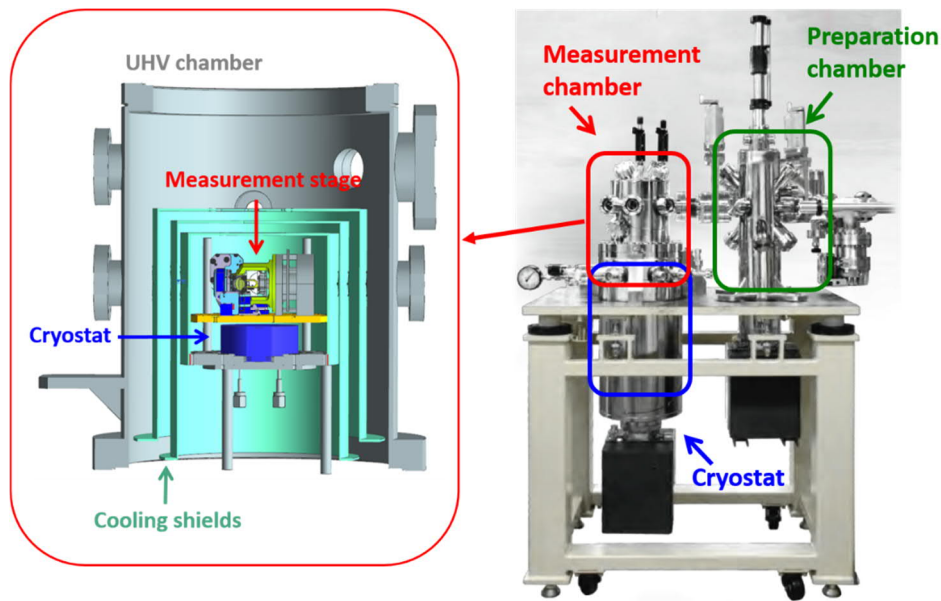 UHV chamber
Measurement stage
Cryostat
Cooling shields
Measurement
chamber
Preparation
chamber
Cryostat